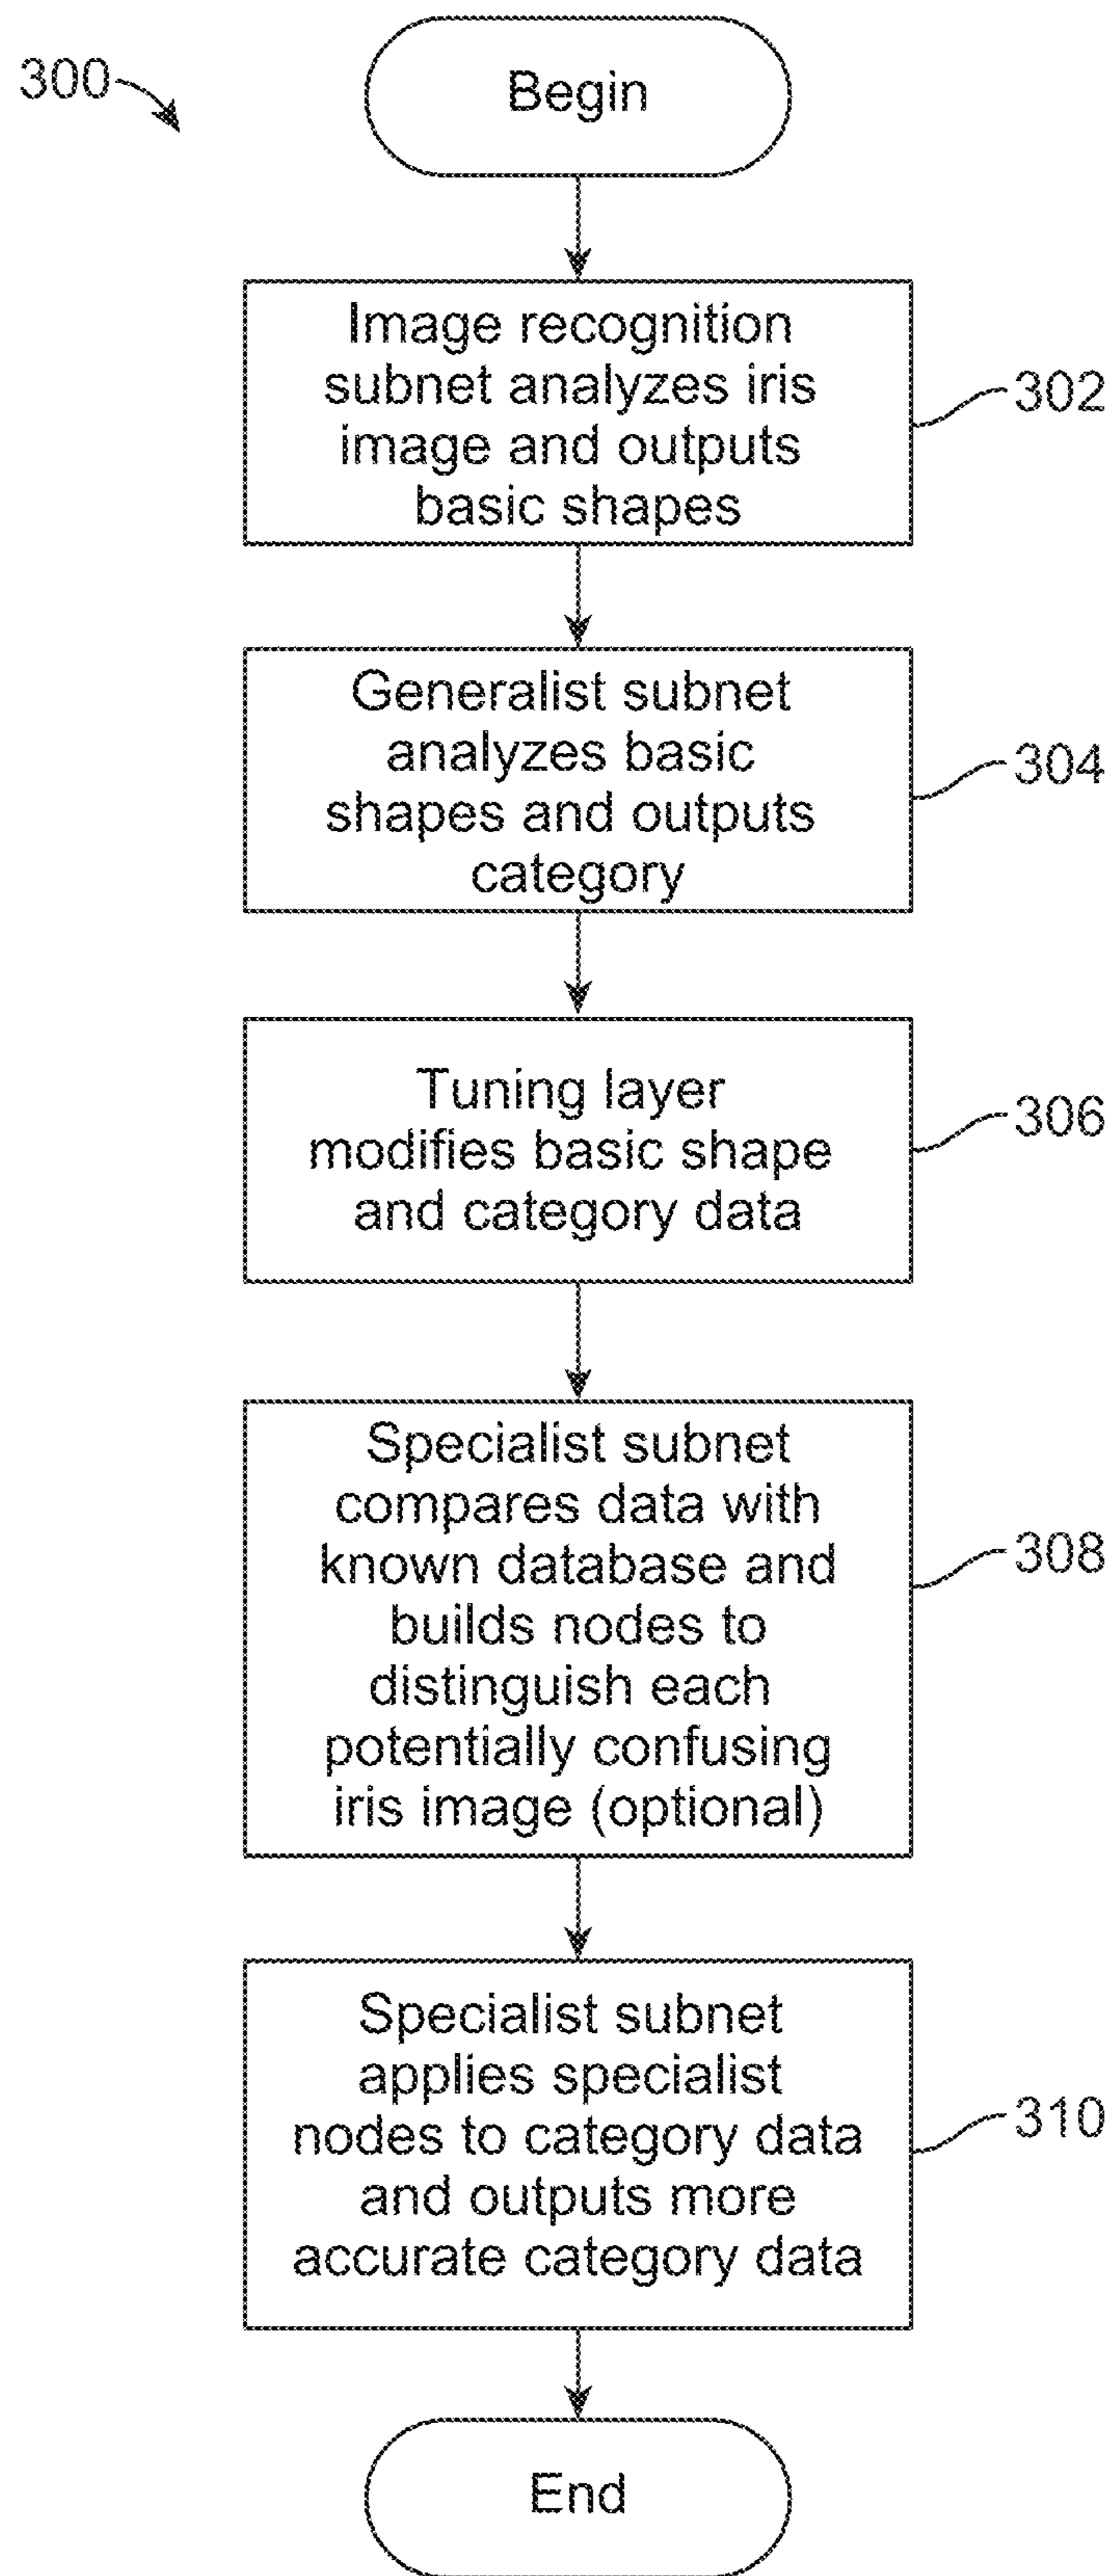 300
Begin
Image recognition
subnet analyzes iris
image and outputs
basic shapes
302
Generalist subnet
analyzes basic
shapes and outputs
category
304
Tuning layer
modifies basic shape
and category data
306
Specialist subnet
compares data with
known database and
builds nodes to
distinguish each
potentially confusing
iris image (optional)
308
Specialist subnet
applies specialist
nodes to category data
and outputs more
accurate category data
310
End